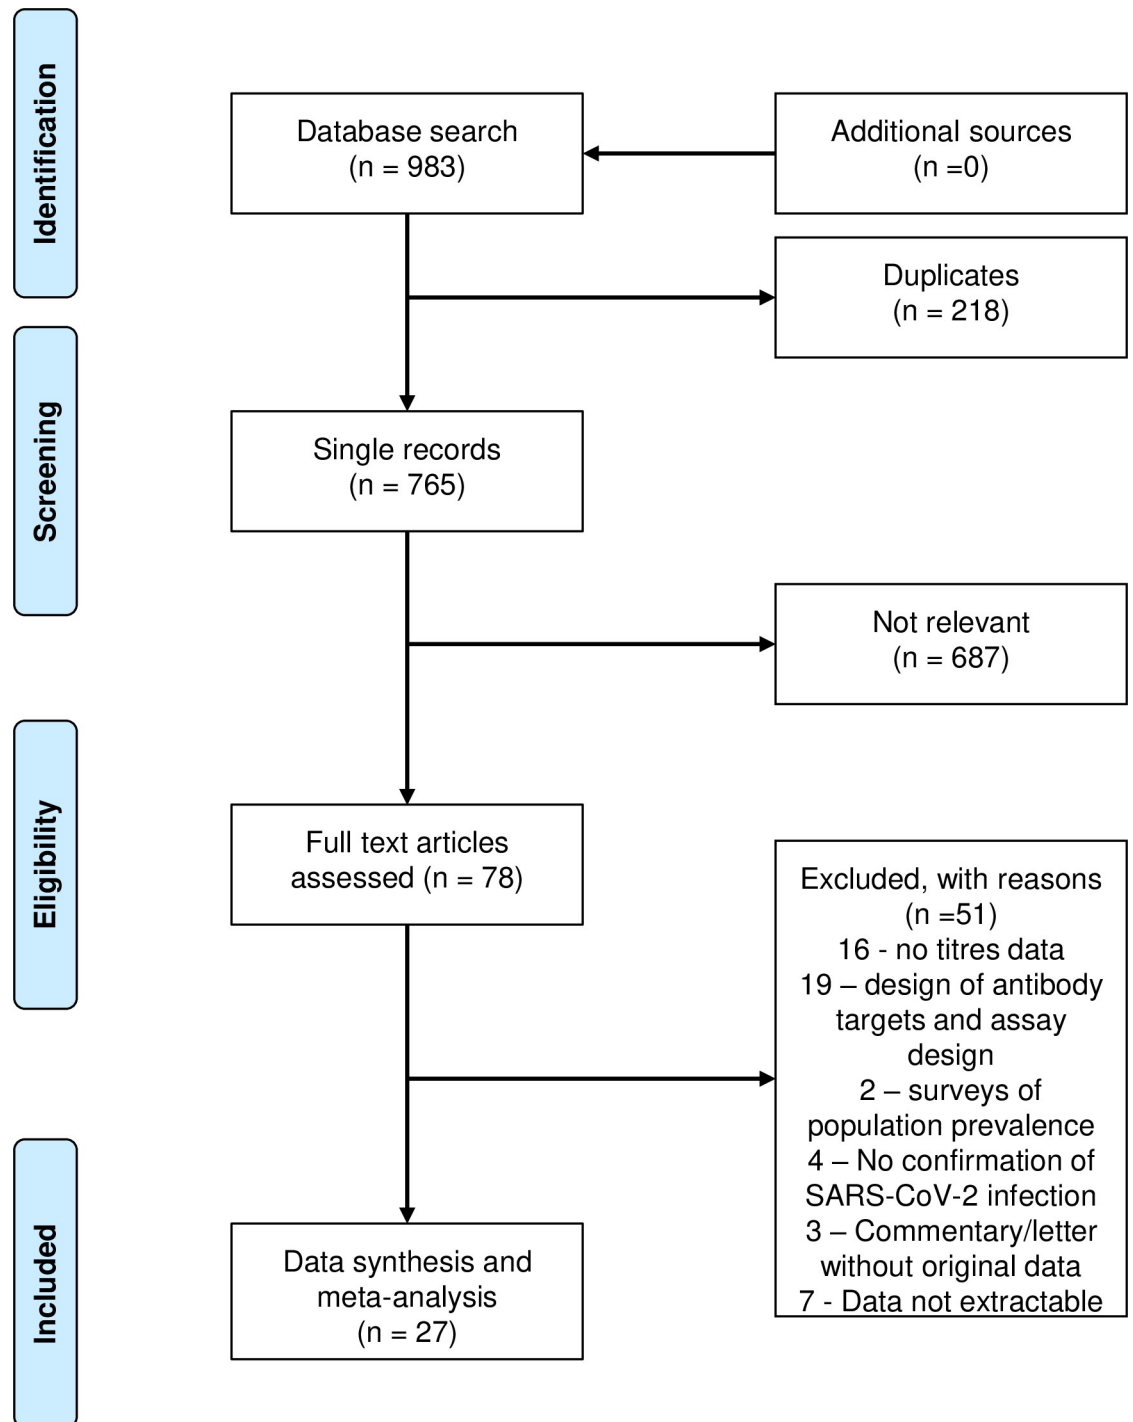 Identification
Database search
(n = 983)
Additional sources
(n =0)
Duplicates
(n = 218)
Screening
Single records
(n = 765)
Not relevant
(n = 687)
Eligibility
Full text articles
assessed (n = 78)
Excluded, with reasons
(n =51)
16 - no titres data
19 – design of antibody
targets and assay
design
2 – surveys of
population prevalence
4 – No confirmation of
SARS-CoV-2 infection
3 – Commentary/letter
without original data
7 - Data not extractable
Included
Data synthesis and
meta-analysis
(n = 27)